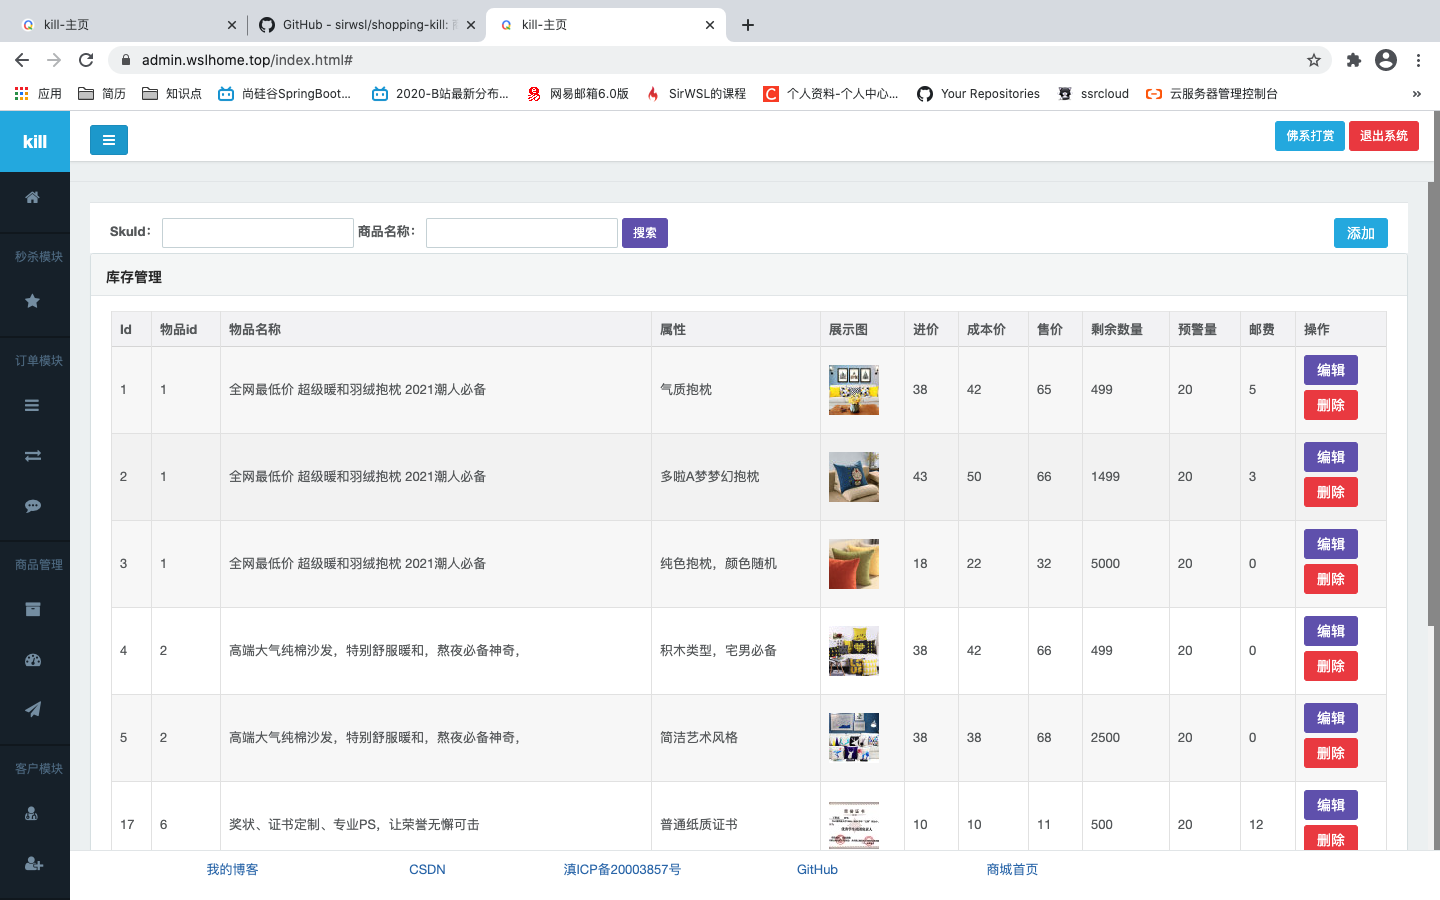 kill-主页
GitHub - sirwsl/shopping-kill:
kill-主页
admin.wslhome.top/index.html#
应用
简历
知识点
尚硅谷SpringBoot...
2020-B站最新分布...
网易邮箱6.0版
SirWSL的课程
个人资料-个人中心...
Your Repositories
ssrcloud
云服务器管理控制台
»
kill
佛系打赏
退出系统
秒杀模块
订单模块
商品管理
客户模块
SkuId：
商品名称：
搜索
添加
库存管理
Id 物品id 物品名称 属性 展示图 进价 成本价 售价 剩余数量 预警量 邮费 操作
1 1 全网最低价 超级暖和羽绒抱枕 2021潮人必备 气质抱枕 38 42 65 499 20 5 编辑
删除
2 1 全网最低价 超级暖和羽绒抱枕 2021潮人必备 多啦A梦梦幻抱枕 43 50 66 1499 20 3 编辑
删除
3 1 全网最低价 超级暖和羽绒抱枕 2021潮人必备 纯色抱枕，颜色随机 18 22 32 5000 20 0 编辑
删除
4 2 高端大气纯棉沙发，特别舒服暖和，熬夜必备神奇， 积木类型，宅男必备 38 42 66 499 20 0 编辑
删除
5 2 高端大气纯棉沙发，特别舒服暖和，熬夜必备神奇， 简洁艺术风格 38 38 68 2500 20 0 编辑
删除
17 6 奖状、证书定制、专业PS，让荣誉无懈可击 普通纸质证书 10 10 11 500 20 12 编辑
删除
我的博客
CSDN
滇ICP备20003857号
GitHub
商城首页